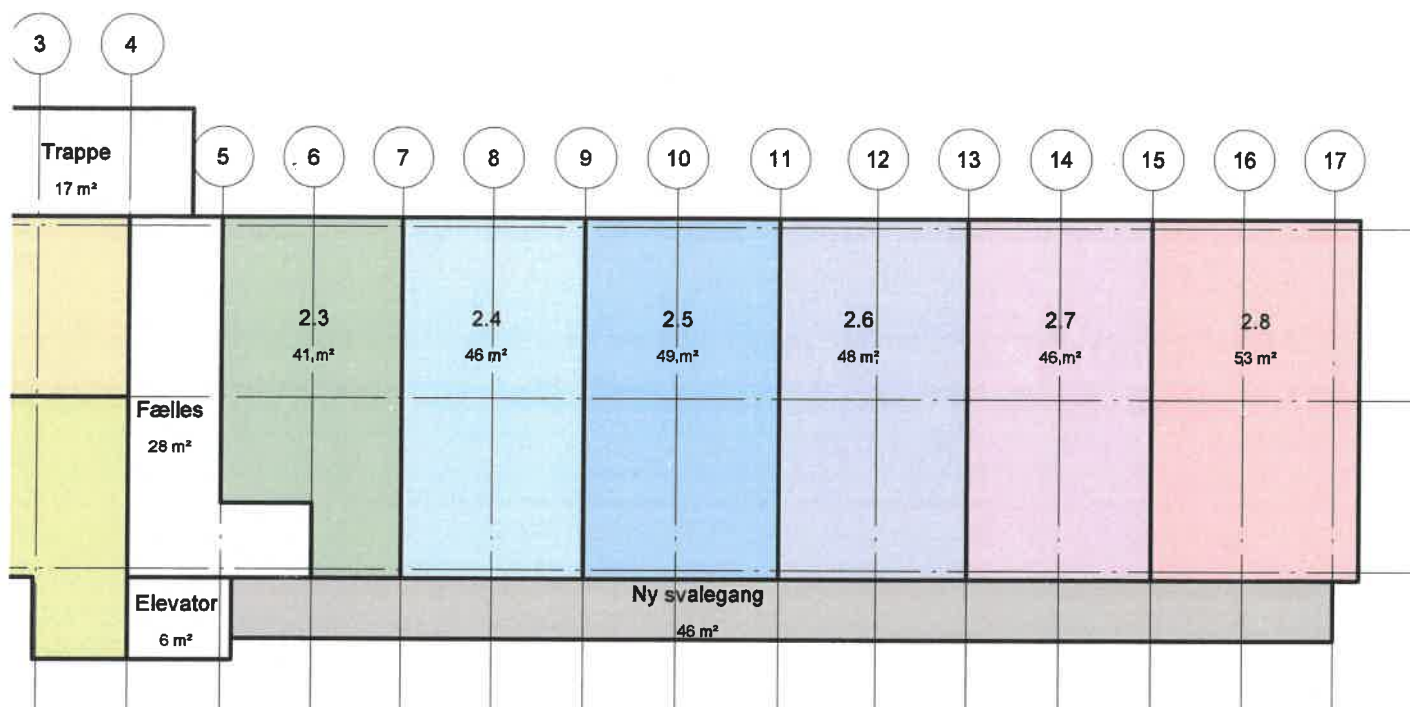 3
4
Trappe
17 m²
5
6
7
8
9
10
11
12
13
14
15
16
17
2.3
41 m²
2.4
46 m²
2.5
49 m²
2.6
48 m²
2.7
46 m²
2.8
53 m²
Fælles
28 m²
Elevator
6 m²
Ny svalegang
46 m²